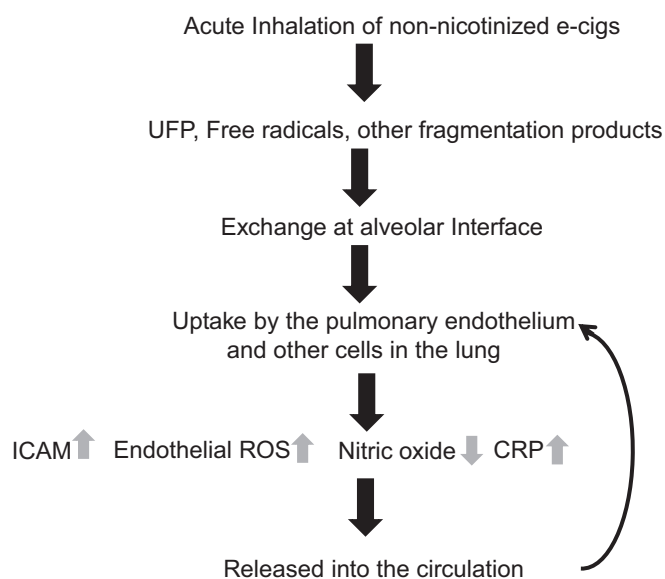 Acute Inhalation of non-nicotinized e-cigs
UFP, Free radicals, other fragmentation products
Exchange at alveolar Interface
Uptake by the pulmonary endothelium
and other cells in the lung
ICAM Endothelial ROS Nitric oxide CRP
Released into the circulation